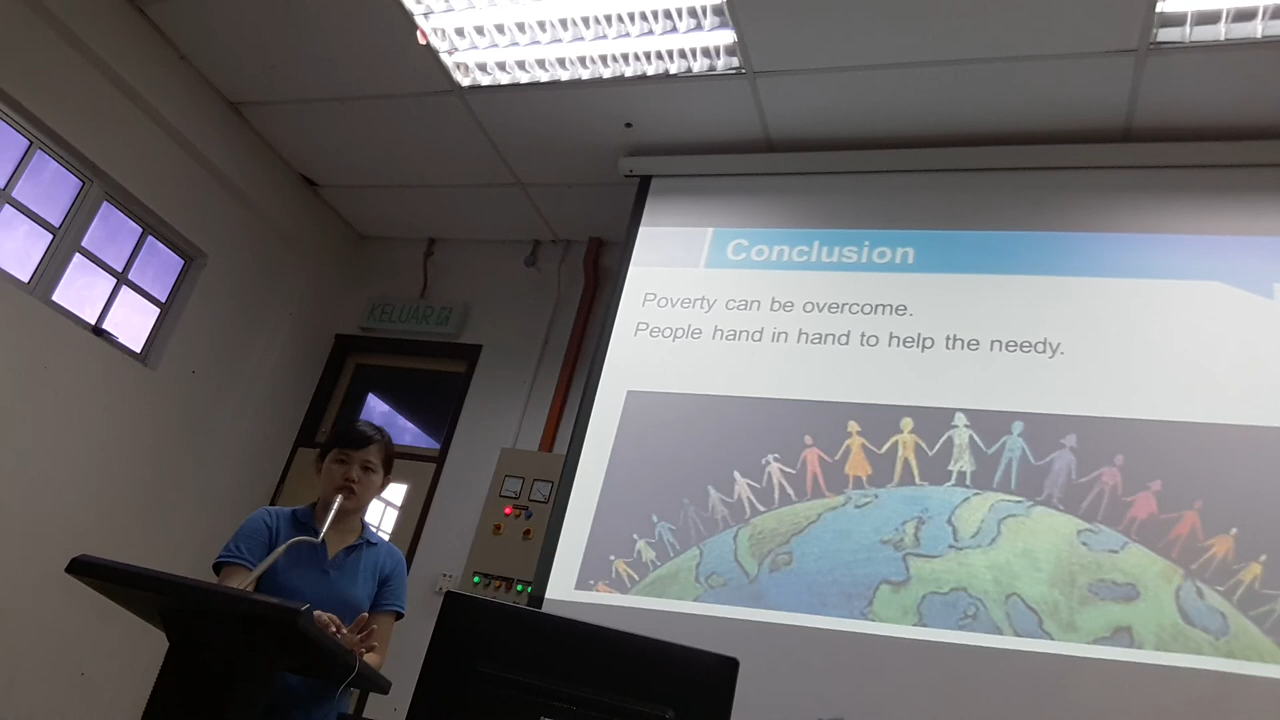 Conclusion
Poverty can be overcome.
People hand in hand to help the needy.
KELUAR